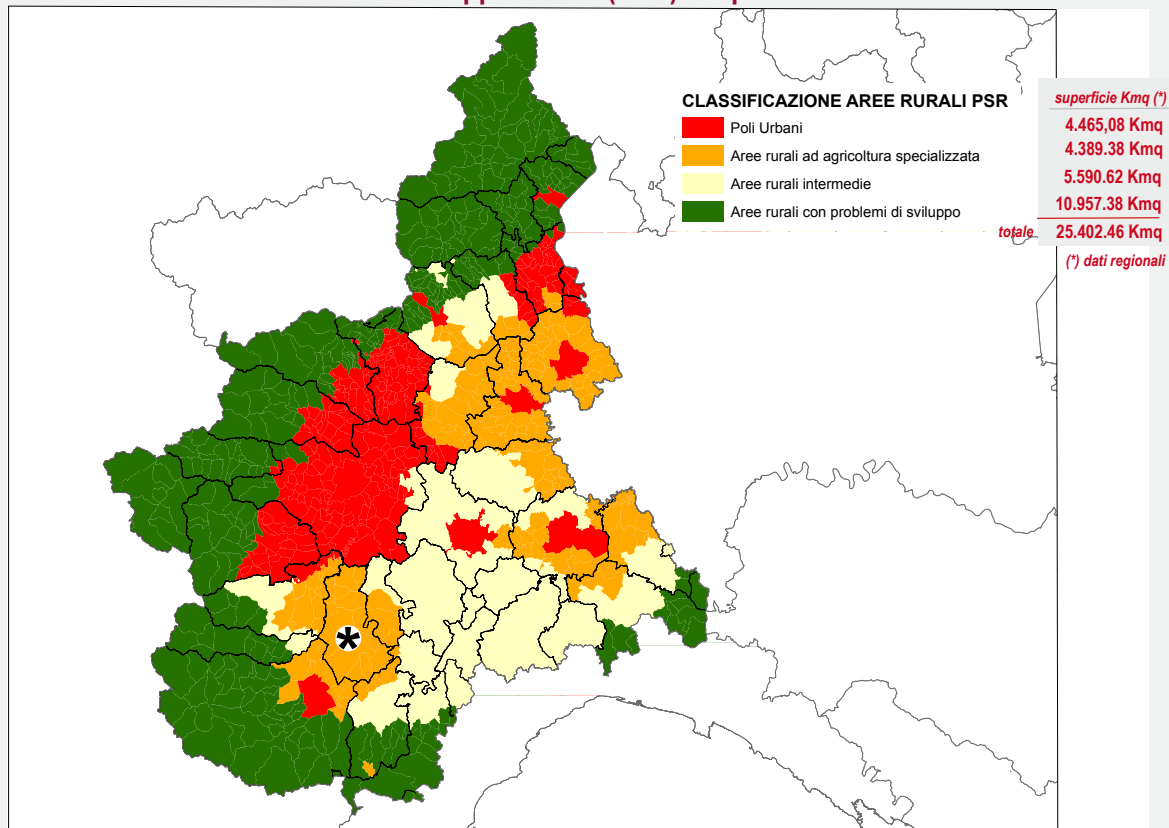 CLASSIFICAZIONE AREE RURALI PSR
Poli Urbani
Aree rurali ad agricoltura specializzata
Aree rurali intermedie
Aree rurali con problemi di sviluppo
superficie Kmq (*)
4.465,08 Kmq
4.389.38 Kmq
5.590.62 Kmq
10.957.38 Kmq
totale 25.402.46 Kmq
(*) dati regionali
*